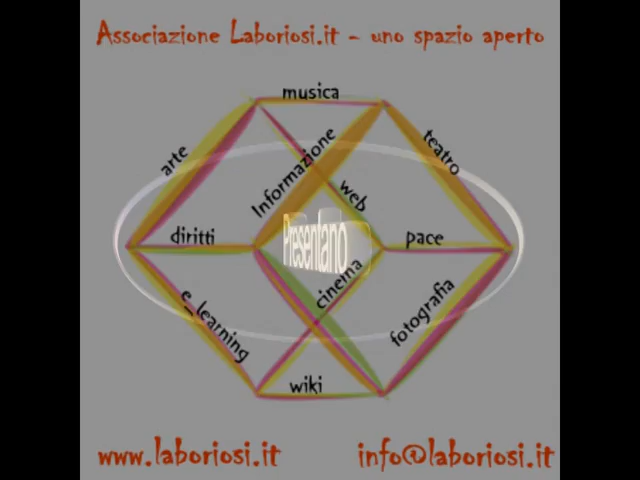 Associazione Laboriosi.it - uno spazio aperto
musica
arte
Informazione
teatro
web
diritti
Presentano
pace
cinema
e_learning
fotografia
wiki
www.laboriosi.it
info@laboriosi.it